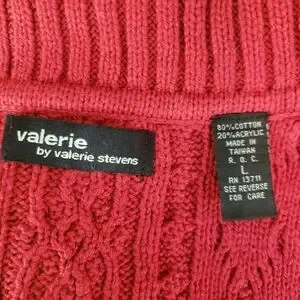 valerie
by valerie stevens
80% COTTON
20% ACRYLIC
MADE IN
TAIWAN
R. O. C.
L
RN 13711
SEE REVERSE
FOR CARE